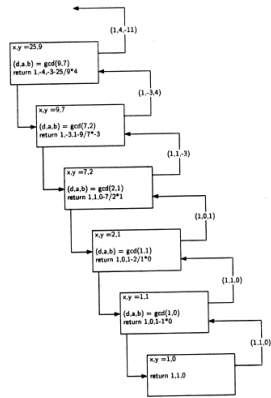 (1,4,-11)
x,y =25,9
(d,a,b) = gcd(9,7)
return 1,-4,-3-25/9*4
(1,-3,4)
x,y =9,7
(d,a,b) = gcd(7,2)
return 1,-3,1-9/7*-3
(1,1,-3)
x,y =7,2
(d,a,b) = gcd(2,1)
return 1,1,0-7/2*1
(1,0,1)
x,y =2,1
(d,a,b) = gcd(1,1)
return 1,0,1-2/1*0
(1,1,0)
x,y =1,1
(d,a,b) = gcd(1,0)
return 1,0,1-1*0
(1,1,0)
x,y =1,0
return 1,1,0